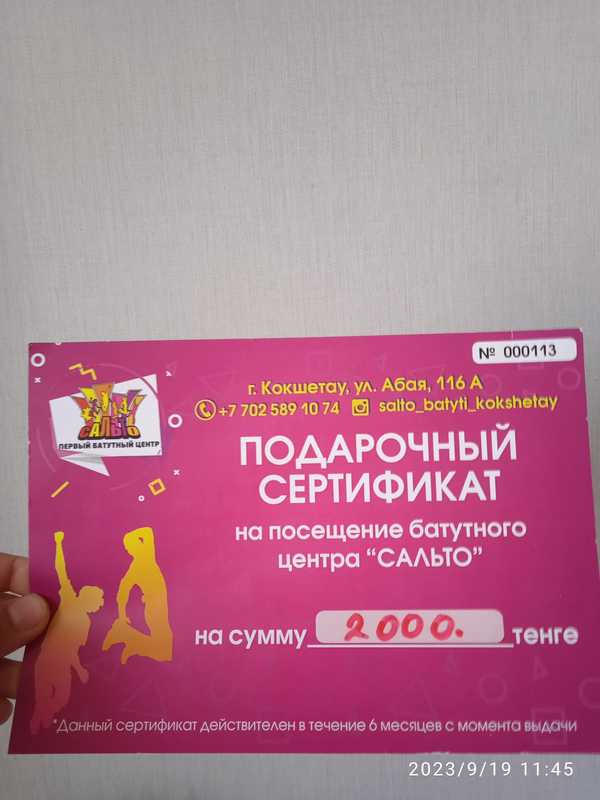 № 000113
г. Кокшетау, ул. Абая, 116 А
+7 702 589 10 74 salto_batyti_kokshetay
САЛЬТО
ПЕРВЫЙ БАТУТНЫЙ ЦЕНТР
ПОДАРОЧНЫЙ
СЕРТИФИКАТ
на посещение батутного
центра “САЛЬТО”
на сумму 2000. тенге
*Данный сертификат действителен в течение 6 месяцев с момента выдачи
2023/9/19 11:45